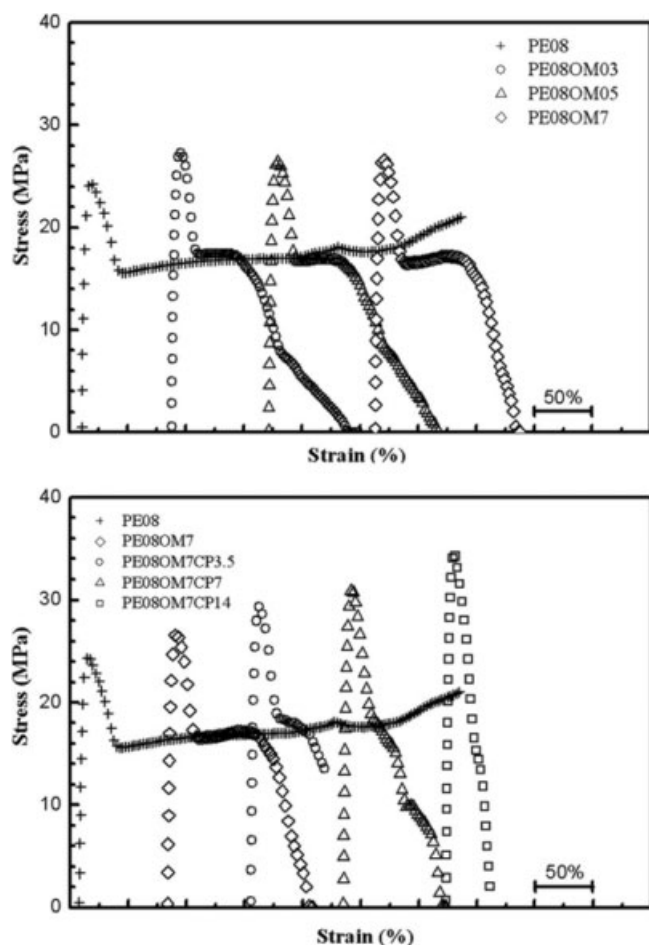 40
30
20
10
0
Stress (MPa)
PE08
PE08OM03
PE08OM05
PE08OM7
50%
Strain (%)
40
30
20
10
0
Stress (MPa)
PE08
PE08OM7
PE08OM7CP3.5
PE08OM7CP7
PE08OM7CP14
50%
Strain (%)